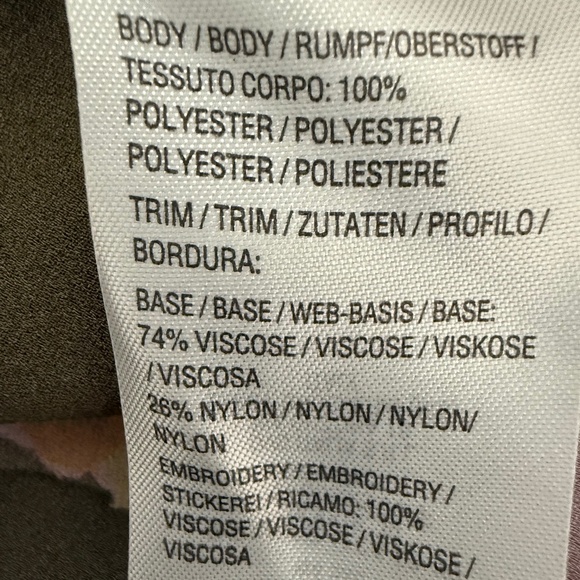 BODY / BODY / RUMPF/OBERSTOFF /
TESSUTO CORPO: 100%
POLYESTER / POLYESTER /
POLYESTER / POLIESTERE
TRIM / TRIM / ZUTATEN / PROFILO /
BORDURA:
BASE / BASE / WEB-BASIS / BASE:
74% VISCOSE / VISCOSE / VISKOSE
/ VISCOSA
26% NYLON / NYLON / NYLON/
NYLON
EMBROIDERY / EMBROIDERY /
STICKEREI / RICAMO: 100%
VISCOSE / VISCOSE / VISKOSE /
VISCOSA